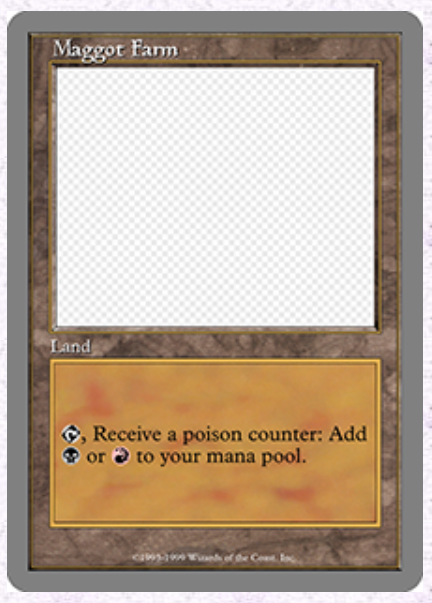 Maggot Farm
Land
, Receive a poison counter: Add
or to your mana pool.
©1993-1999 Wizards of the Coast, Inc.